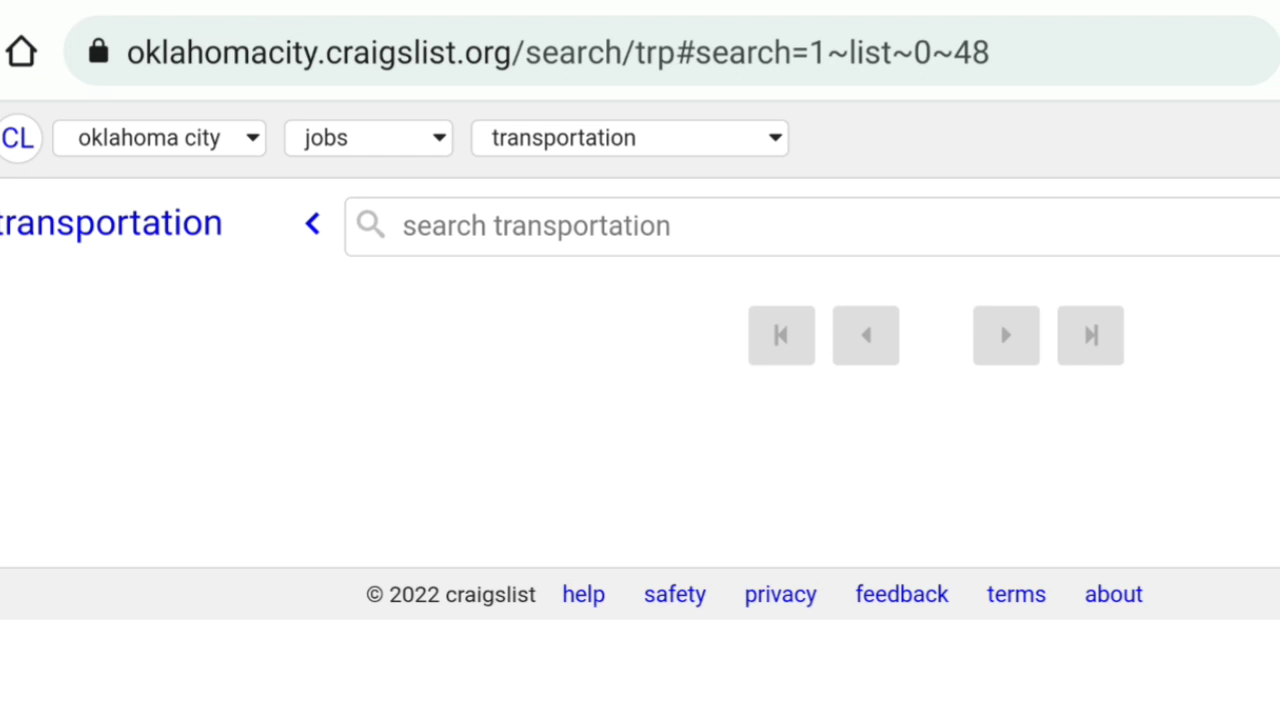 oklahomacity.craigslist.org/search/trp#search=1~list~0~48
CL oklahoma city jobs transportation
transportation search transportation
© 2022 craigslist help safety privacy feedback terms about